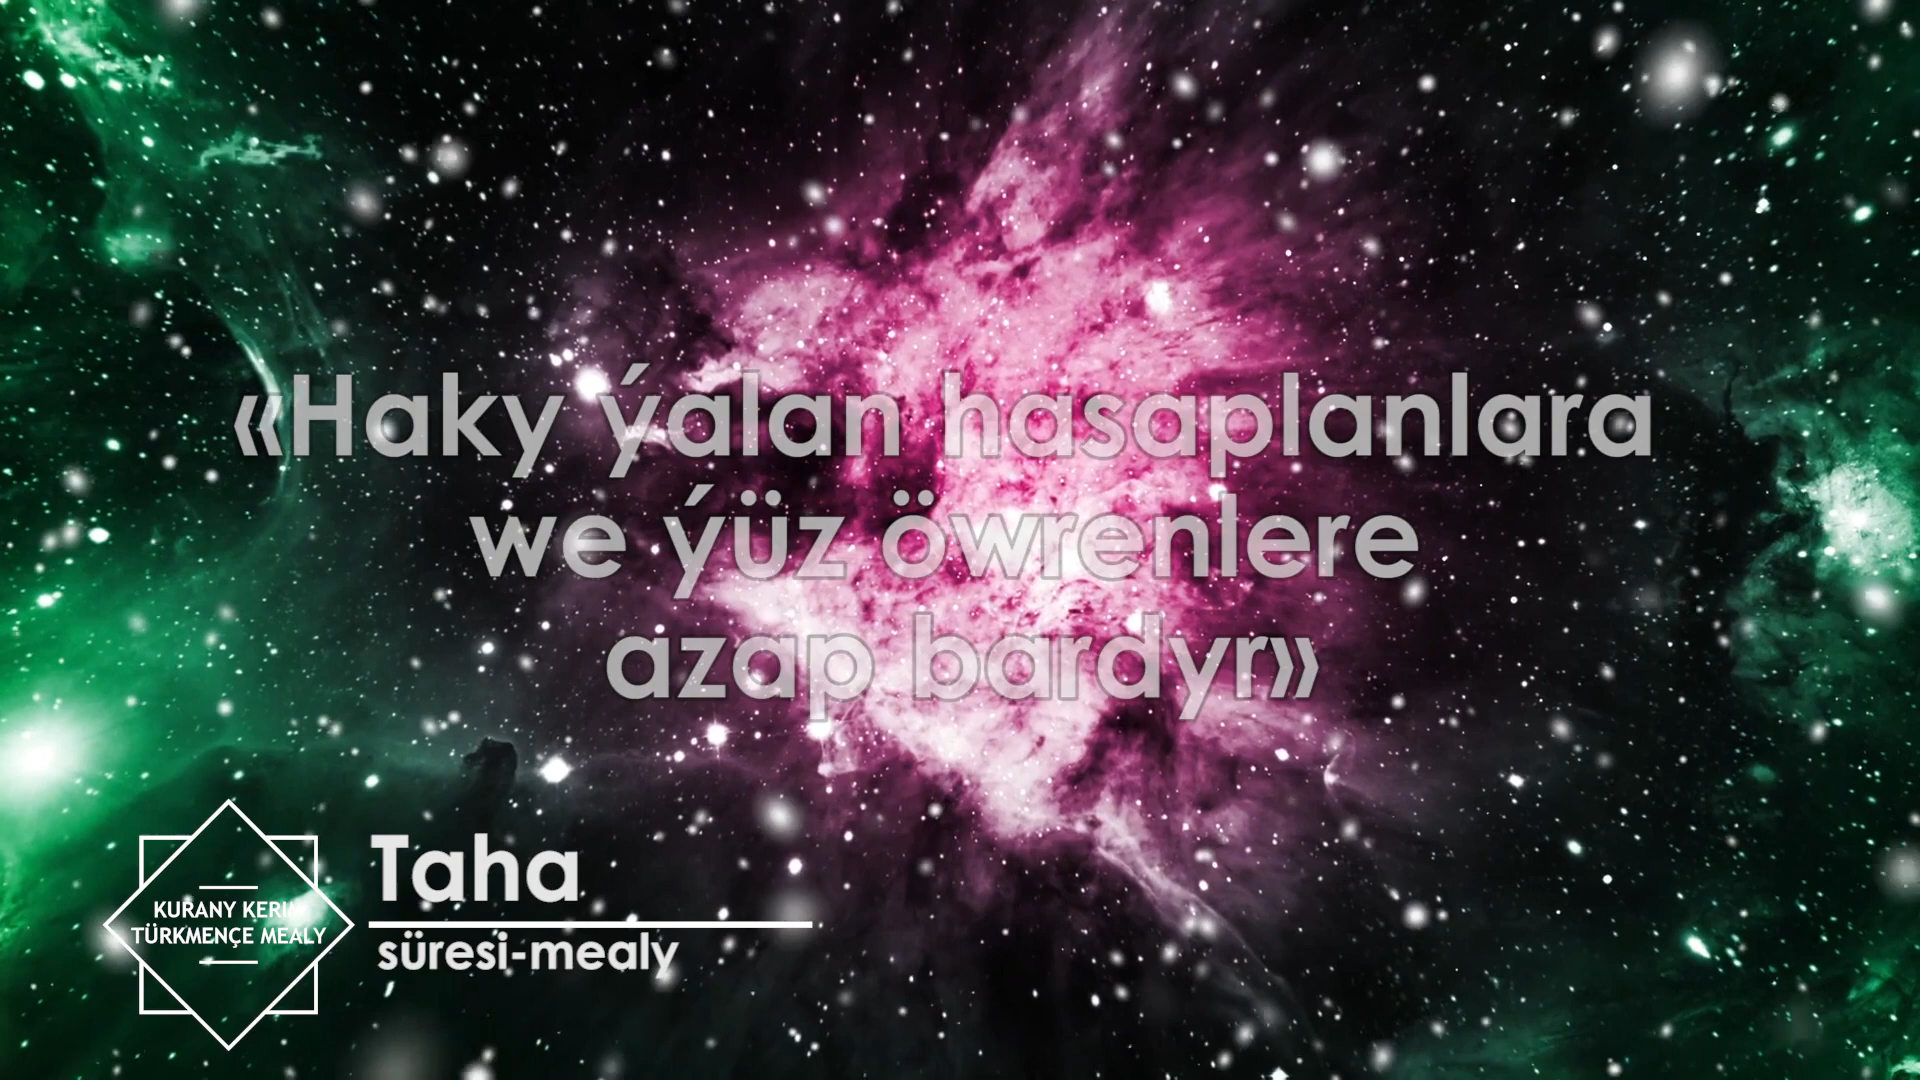 «Haky ýalan hasaplanlara
we ýüz öwrenlere
azap bardyr»
Taha
süresi-mealy
KURANY KERIM
TÜRKMENÇE MEALY